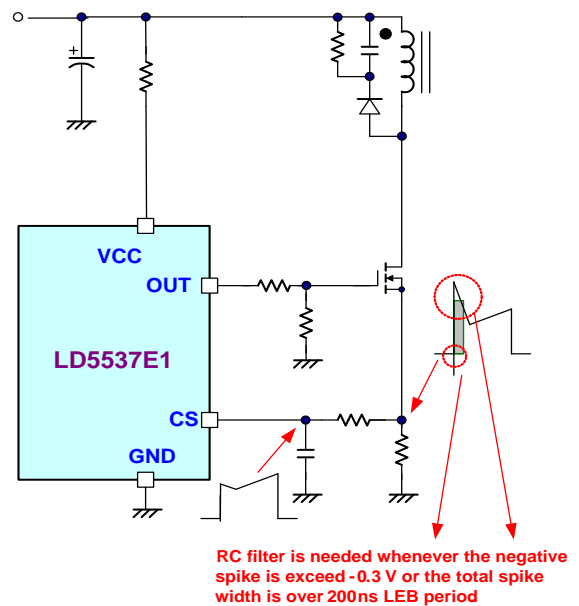 +
VCC
OUT
LD5537E1
CS
GND
RC filter is needed whenever the negative
spike is exceed -0.3 V or the total spike
width is over 200ns LEB period